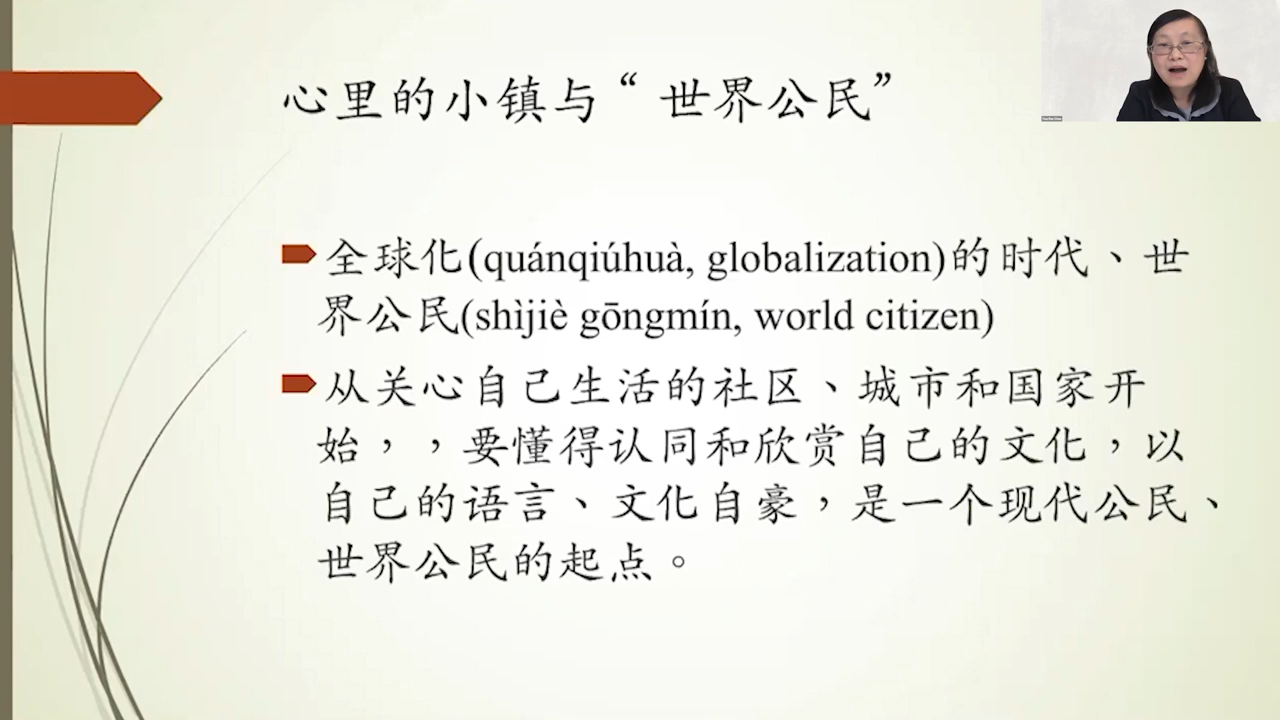 心里的小镇与“世界公民”
全球化(quánqiúhuà, globalization)的时代、世
界公民(shìjiè gōngmín, world citizen)
从关心自己生活的社区、城市和国家开
始，，要懂得认同和欣赏自己的文化，以
自己的语言、文化自豪，是一个现代公民、
世界公民的起点。